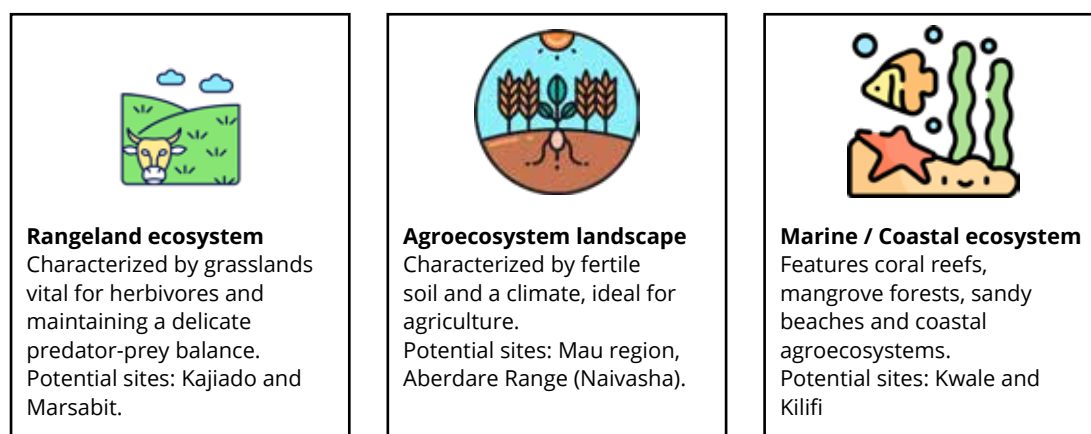 Rangeland ecosystem
Characterized by grasslands
vital for herbivores and
maintaining a delicate
predator-prey balance.
Potential sites: Kajiado and
Marsabit.
Agroecosystem landscape
Characterized by fertile
soil and a climate, ideal for
agriculture.
Potential sites: Mau region,
Aberdare Range (Naivasha).
Marine / Coastal ecosystem
Features coral reefs,
mangrove forests, sandy
beaches and coastal
agroecosystems.
Potential sites: Kwale and
Kilifi